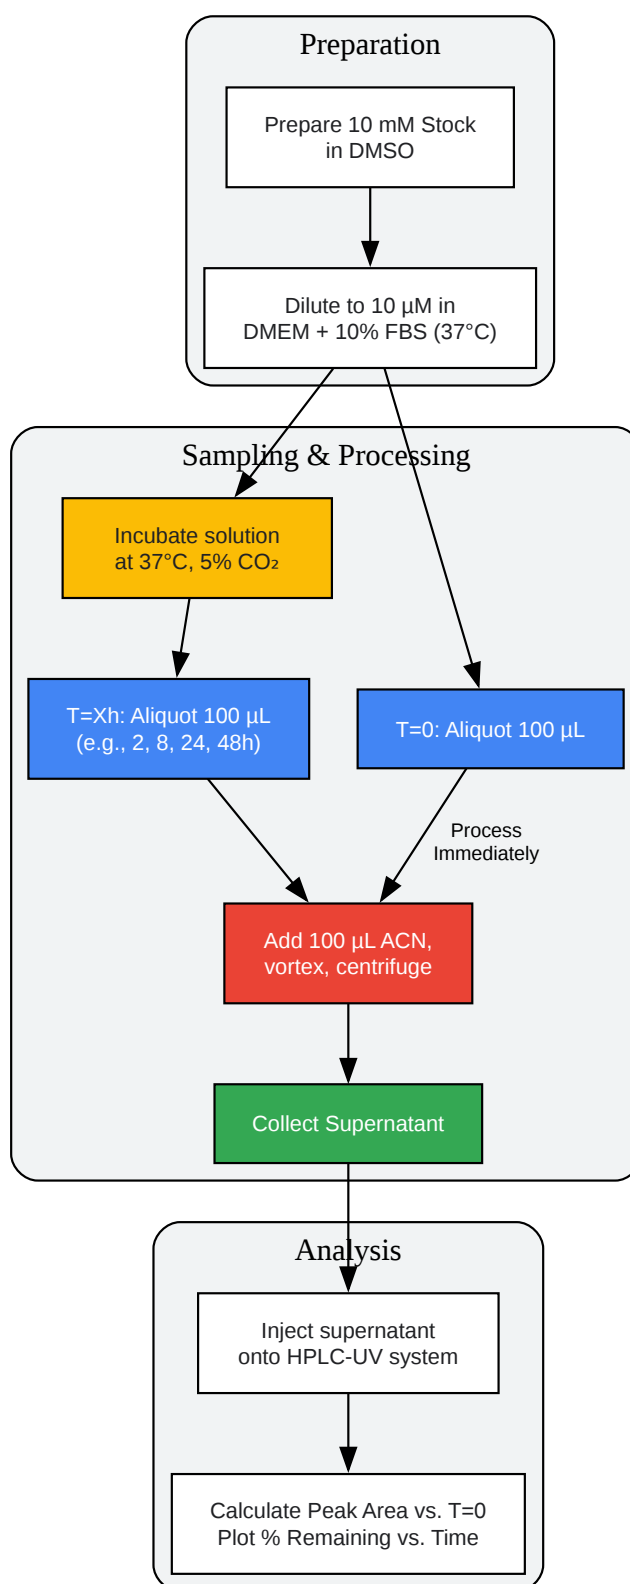 Preparation
Prepare 10 mM Stock
in DMSO
Dilute to 10 µM in
DMEM + 10% FBS (37°C)
Sampling & Processing
Incubate solution
at 37°C, 5% CO₂
T=Xh: Aliquot 100 µL
(e.g., 2, 8, 24, 48h)
T=0: Aliquot 100 µL
Process
Immediately
Add 100 µL ACN,
vortex, centrifuge
Collect Supernatant
Analysis
Inject supernatant
onto HPLC-UV system
Calculate Peak Area vs. T=0
Plot % Remaining vs. Time